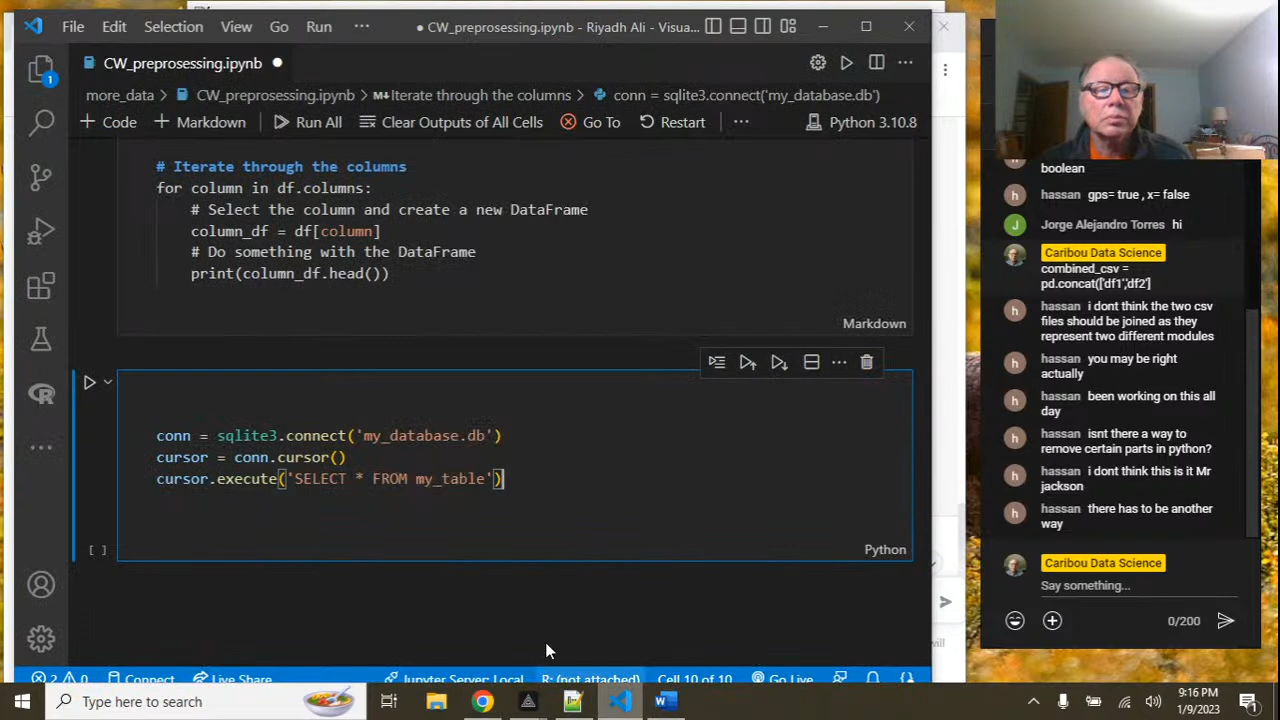 File Edit Selection View Go Run ···
● CW_preprosessing.ipynb - Riyadh Ali - Visua...
CW_preprosessing.ipynb ●
more_data > CW_preprosessing.ipynb > M↓ # Iterate through the columns > conn = sqlite3.connect('my_database.db')
+ Code + Markdown Run All Clear Outputs of All Cells Go To Restart ··· Python 3.10.8
# Iterate through the columns
for column in df.columns:
# Select the column and create a new DataFrame
column_df = df[column]
# Do something with the DataFrame
print(column_df.head())
Markdown
conn = sqlite3.connect('my_database.db')
cursor = conn.cursor()
cursor.execute('SELECT * FROM my_table')
[ ]
Python
1
2 0 Connect Live Share Jupyter Server: Local R: (not attached) Cell 10 of 10 Go Live
boolean
hassan gps= true , x= false
J Jorge Alejandro Torres hi
Caribou Data Science
combined_csv =
pd.concat(['df1','df2']
h hassan i dont think the two csv
files should be joined as they
represent two different modules
h hassan you may be right
actually
h hassan been working on this all
day
h hassan isnt there a way to
remove certain parts in python?
h hassan i dont think this is it Mr
jackson
h hassan there has to be another
way
Caribou Data Science
Say something...
0/200
Type here to search
9:16 PM
1/9/2023
1